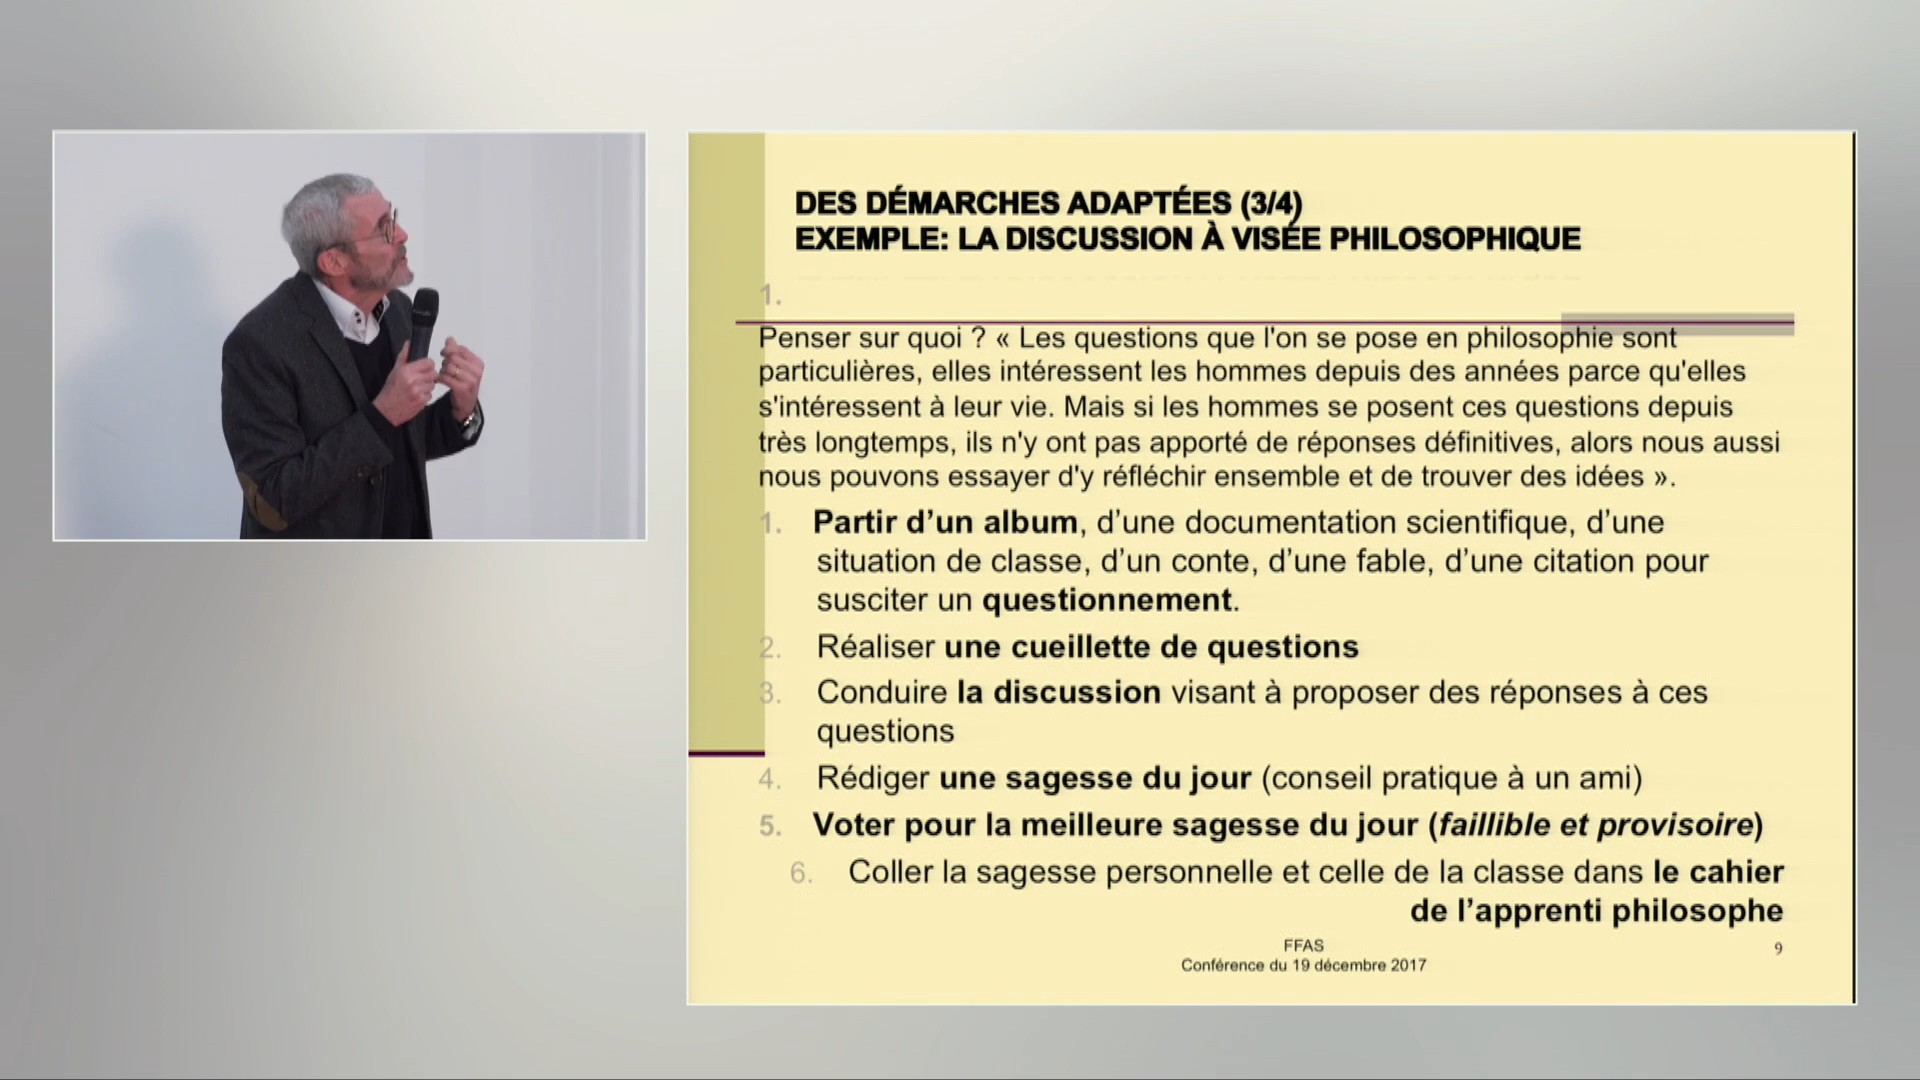 DES DÉMARCHES ADAPTÉES (3/4)
EXEMPLE: LA DISCUSSION À VISÉE PHILOSOPHIQUE
1.
Penser sur quoi ? « Les questions que l'on se pose en philosophie sont
particulières, elles intéressent les hommes depuis des années parce qu'elles
s'intéressent à leur vie. Mais si les hommes se posent ces questions depuis
très longtemps, ils n'y ont pas apporté de réponses définitives, alors nous aussi
nous pouvons essayer d'y réfléchir ensemble et de trouver des idées ».
1. Partir d’un album, d’une documentation scientifique, d’une
situation de classe, d’un conte, d’une fable, d’une citation pour
susciter un questionnement.
2. Réaliser une cueillette de questions
3. Conduire la discussion visant à proposer des réponses à ces
questions
4. Rédiger une sagesse du jour (conseil pratique à un ami)
5. Voter pour la meilleure sagesse du jour (faillible et provisoire)
6. Coller la sagesse personnelle et celle de la classe dans le cahier
de l’apprenti philosophe
FFAS
Conférence du 19 décembre 2017
9